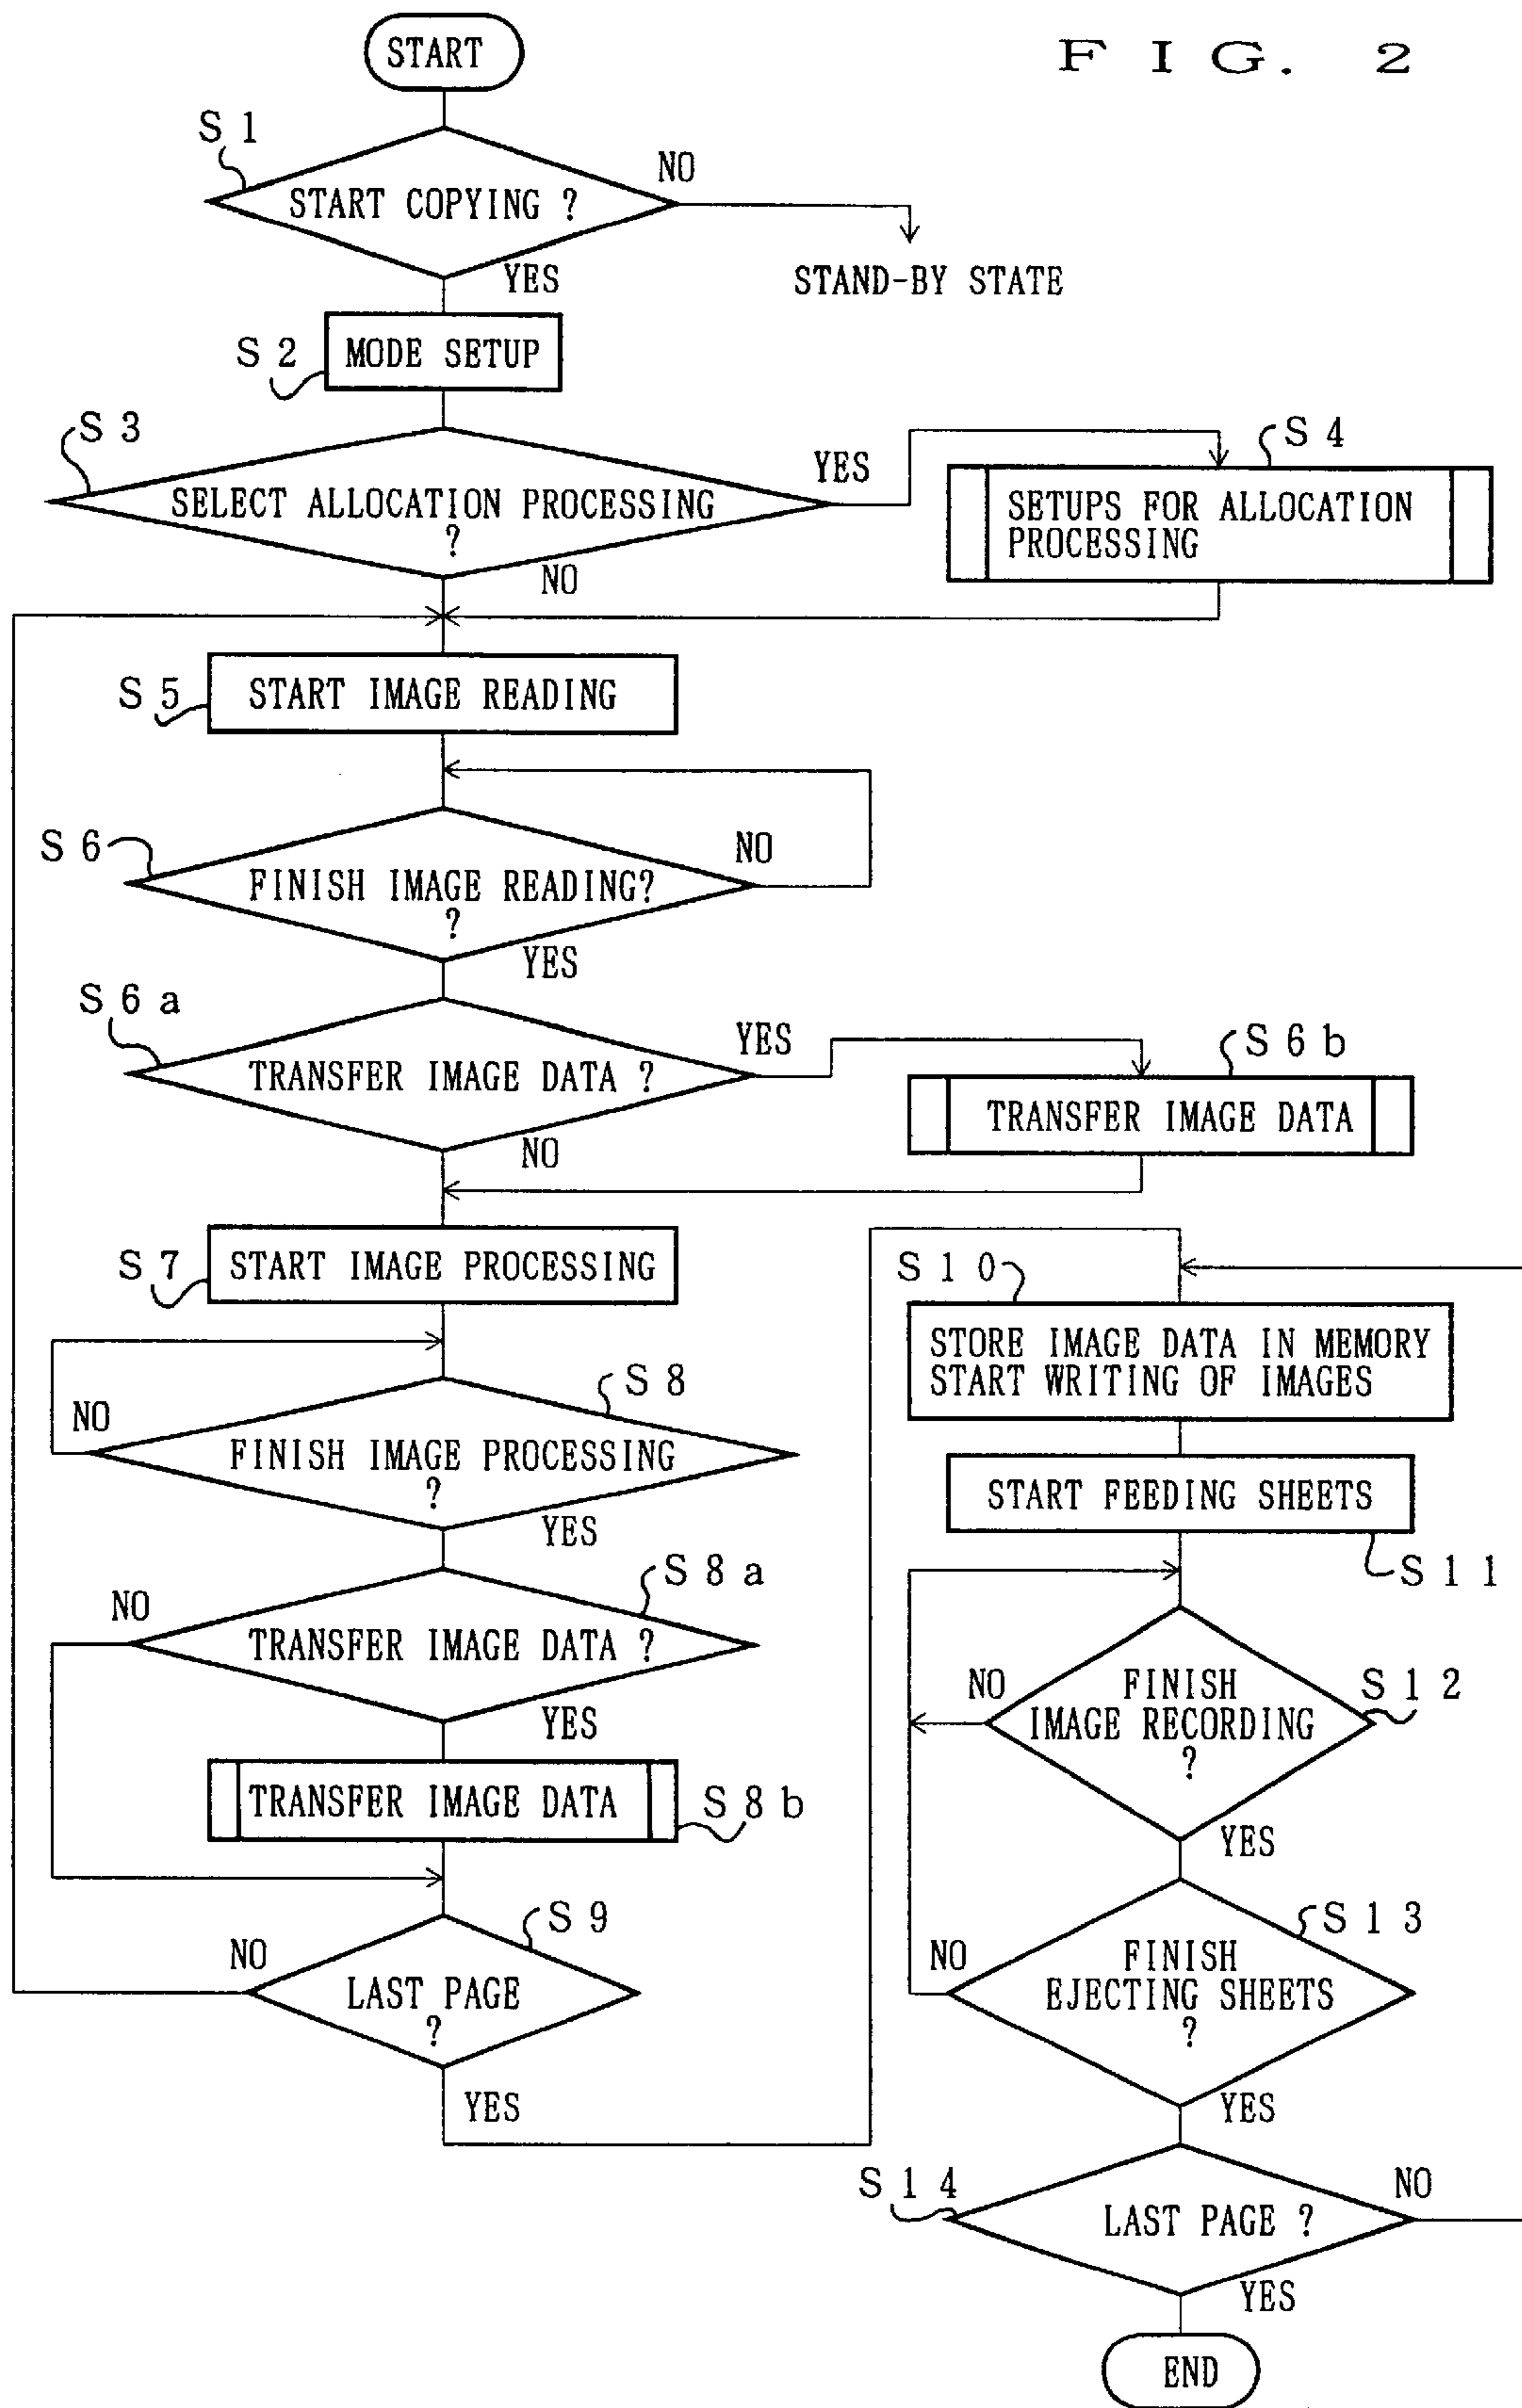 START
F I G. 2
S 1
START COPYING ?
NO
STAND-BY STATE
YES
S 2
MODE SETUP
S 3
SELECT ALLOCATION PROCESSING
?
YES
NO
S 4
SETUPS FOR ALLOCATION
PROCESSING
S 5
START IMAGE READING
S 6
FINISH IMAGE READING?
?
NO
YES
S 6 a
TRANSFER IMAGE DATA ?
YES
NO
S 6 b
TRANSFER IMAGE DATA
S 7
START IMAGE PROCESSING
S 8
NO
FINISH IMAGE PROCESSING
?
YES
S 8 a
NO
TRANSFER IMAGE DATA ?
YES
TRANSFER IMAGE DATA
S 8 b
S 9
NO
LAST PAGE
?
YES
S 1 0
STORE IMAGE DATA IN MEMORY
START WRITING OF IMAGES
START FEEDING SHEETS
S 1 1
NO
FINISH
IMAGE RECORDING
?
S 1 2
YES
S 1 3
NO
FINISH
EJECTING SHEETS
?
YES
S 1 4
LAST PAGE ?
NO
YES
END